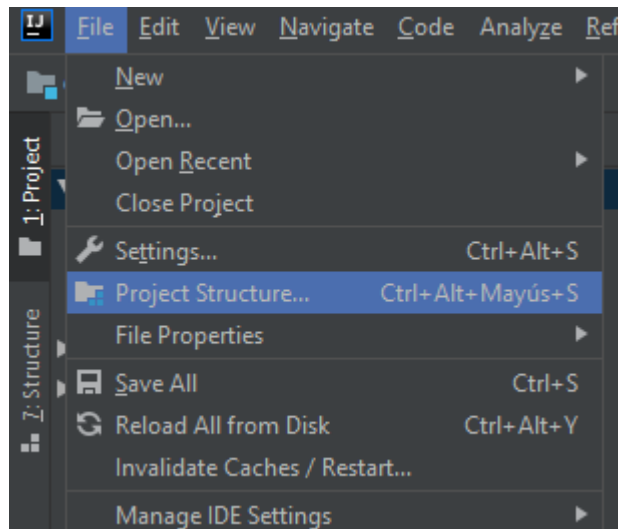 IJ File Edit View Navigate Code Analyze Ref
New
Open...
Open Recent
Close Project
Settings... Ctrl+Alt+S
Project Structure... Ctrl+Alt+Mayús+S
File Properties
Save All Ctrl+S
Reload All from Disk Ctrl+Alt+Y
Invalidate Caches / Restart...
Manage IDE Settings
1: Project
7: Structure